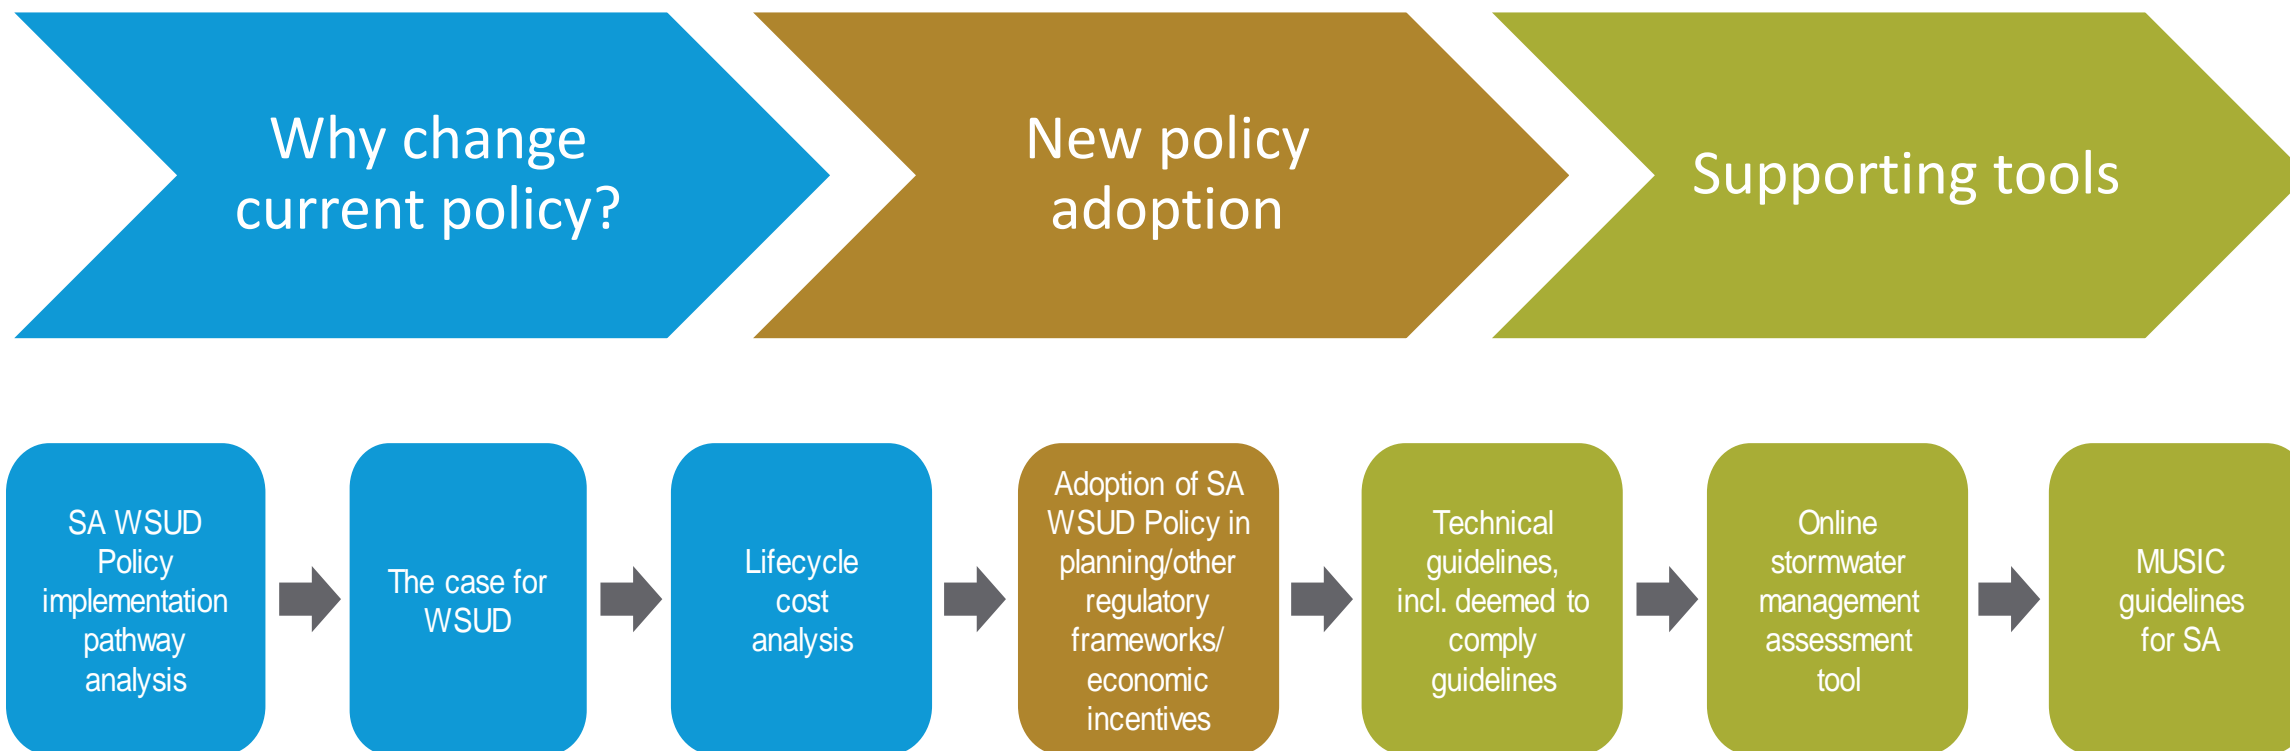 Why change
current policy?
New policy
adoption
Supporting tools
SA WSUD
Policy
implementation
pathway
analysis
The case for
WSUD
Lifecycle
cost
analysis
Adoption of SA
WSUD Policy in
planning/other
regulatory
frameworks/
economic
incentives
Technical
guidelines,
incl. deemed to
comply
guidelines
Online
stormwater
management
assessment
tool
MUSIC
guidelines
for SA